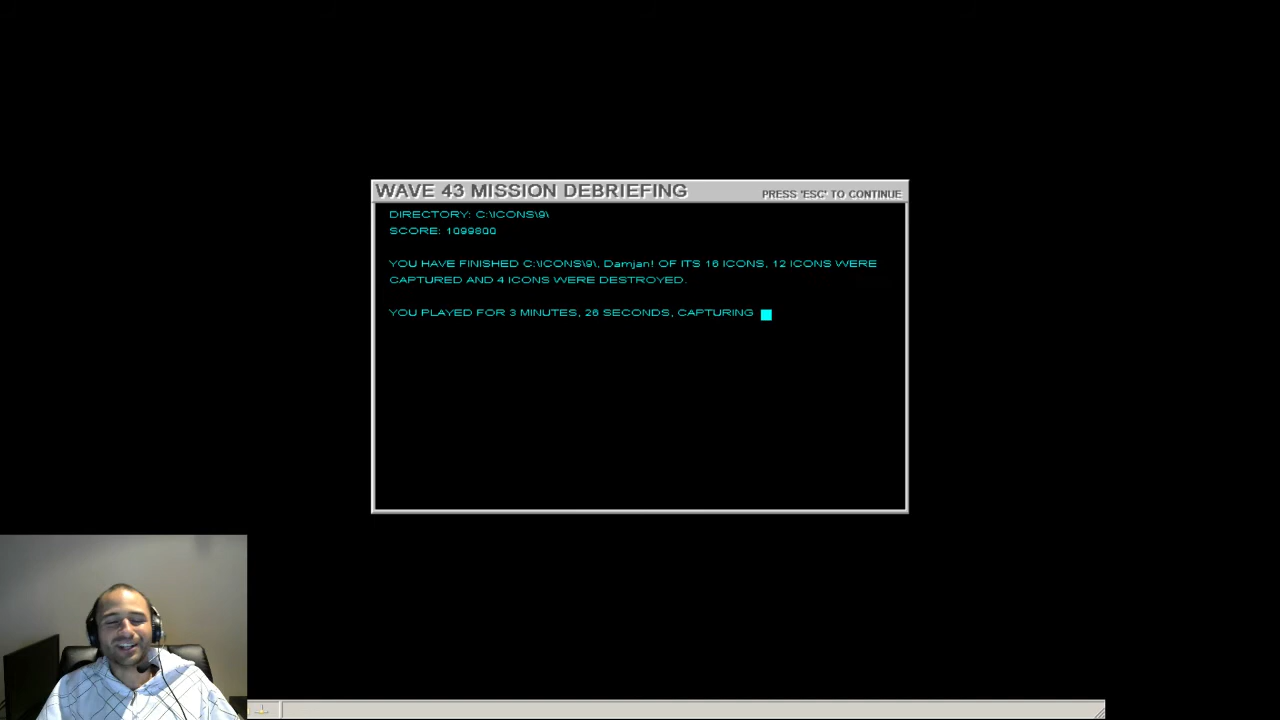 WAVE 43 MISSION DEBRIEFING PRESS 'ESC' TO CONTINUE
DIRECTORY: C:\ICONS\9\
SCORE: 1099800
YOU HAVE FINISHED C:\ICONS\9\, Damjan! OF ITS 16 ICONS, 12 ICONS WERE
CAPTURED AND 4 ICONS WERE DESTROYED.
YOU PLAYED FOR 3 MINUTES, 26 SECONDS, CAPTURING